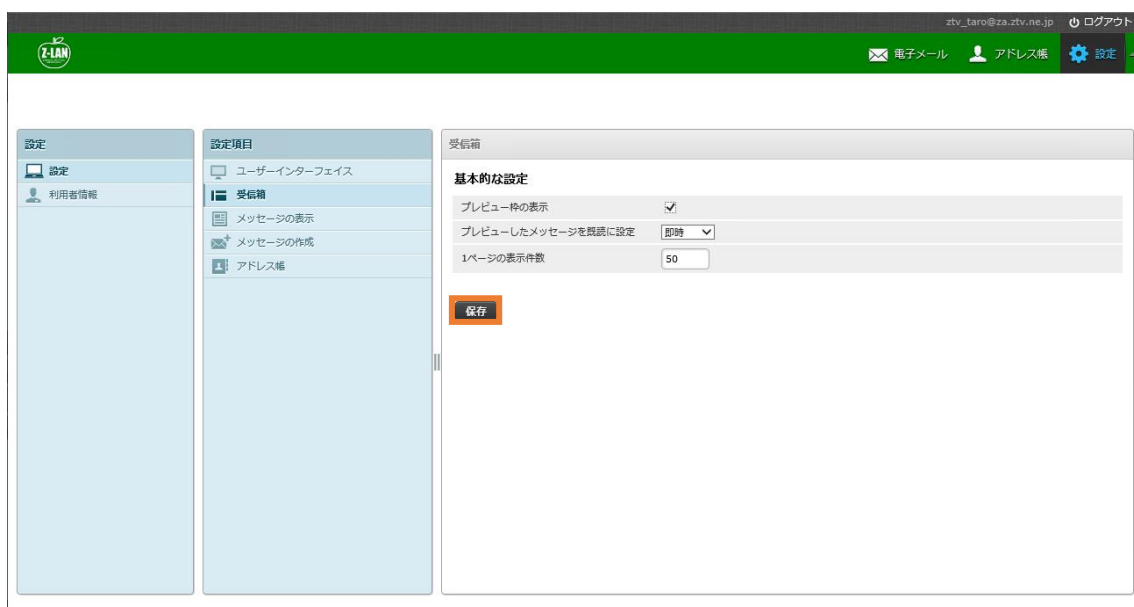 ztv_taro@za.ztv.ne.jp ログアウト
Z-LAN 電子メール アドレス帳 設定
設定
設定
利用者情報
設定項目
ユーザーインターフェイス
受信箱
メッセージの表示
メッセージの作成
アドレス帳
受信箱
基本的な設定
プレビュー枠の表示
プレビューしたメッセージを既読に設定 即時
1ページの表示件数 50
保存